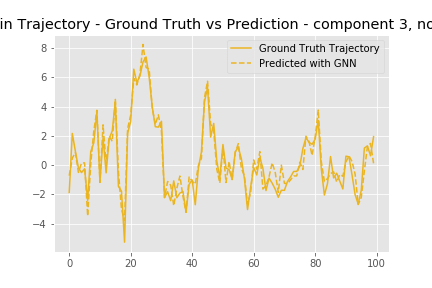 in Trajectory - Ground Truth vs Prediction - component 3, no
Ground Truth Trajectory
Predicted with GNN
8
6
4
2
0
−2
−4
0 20 40 60 80 100